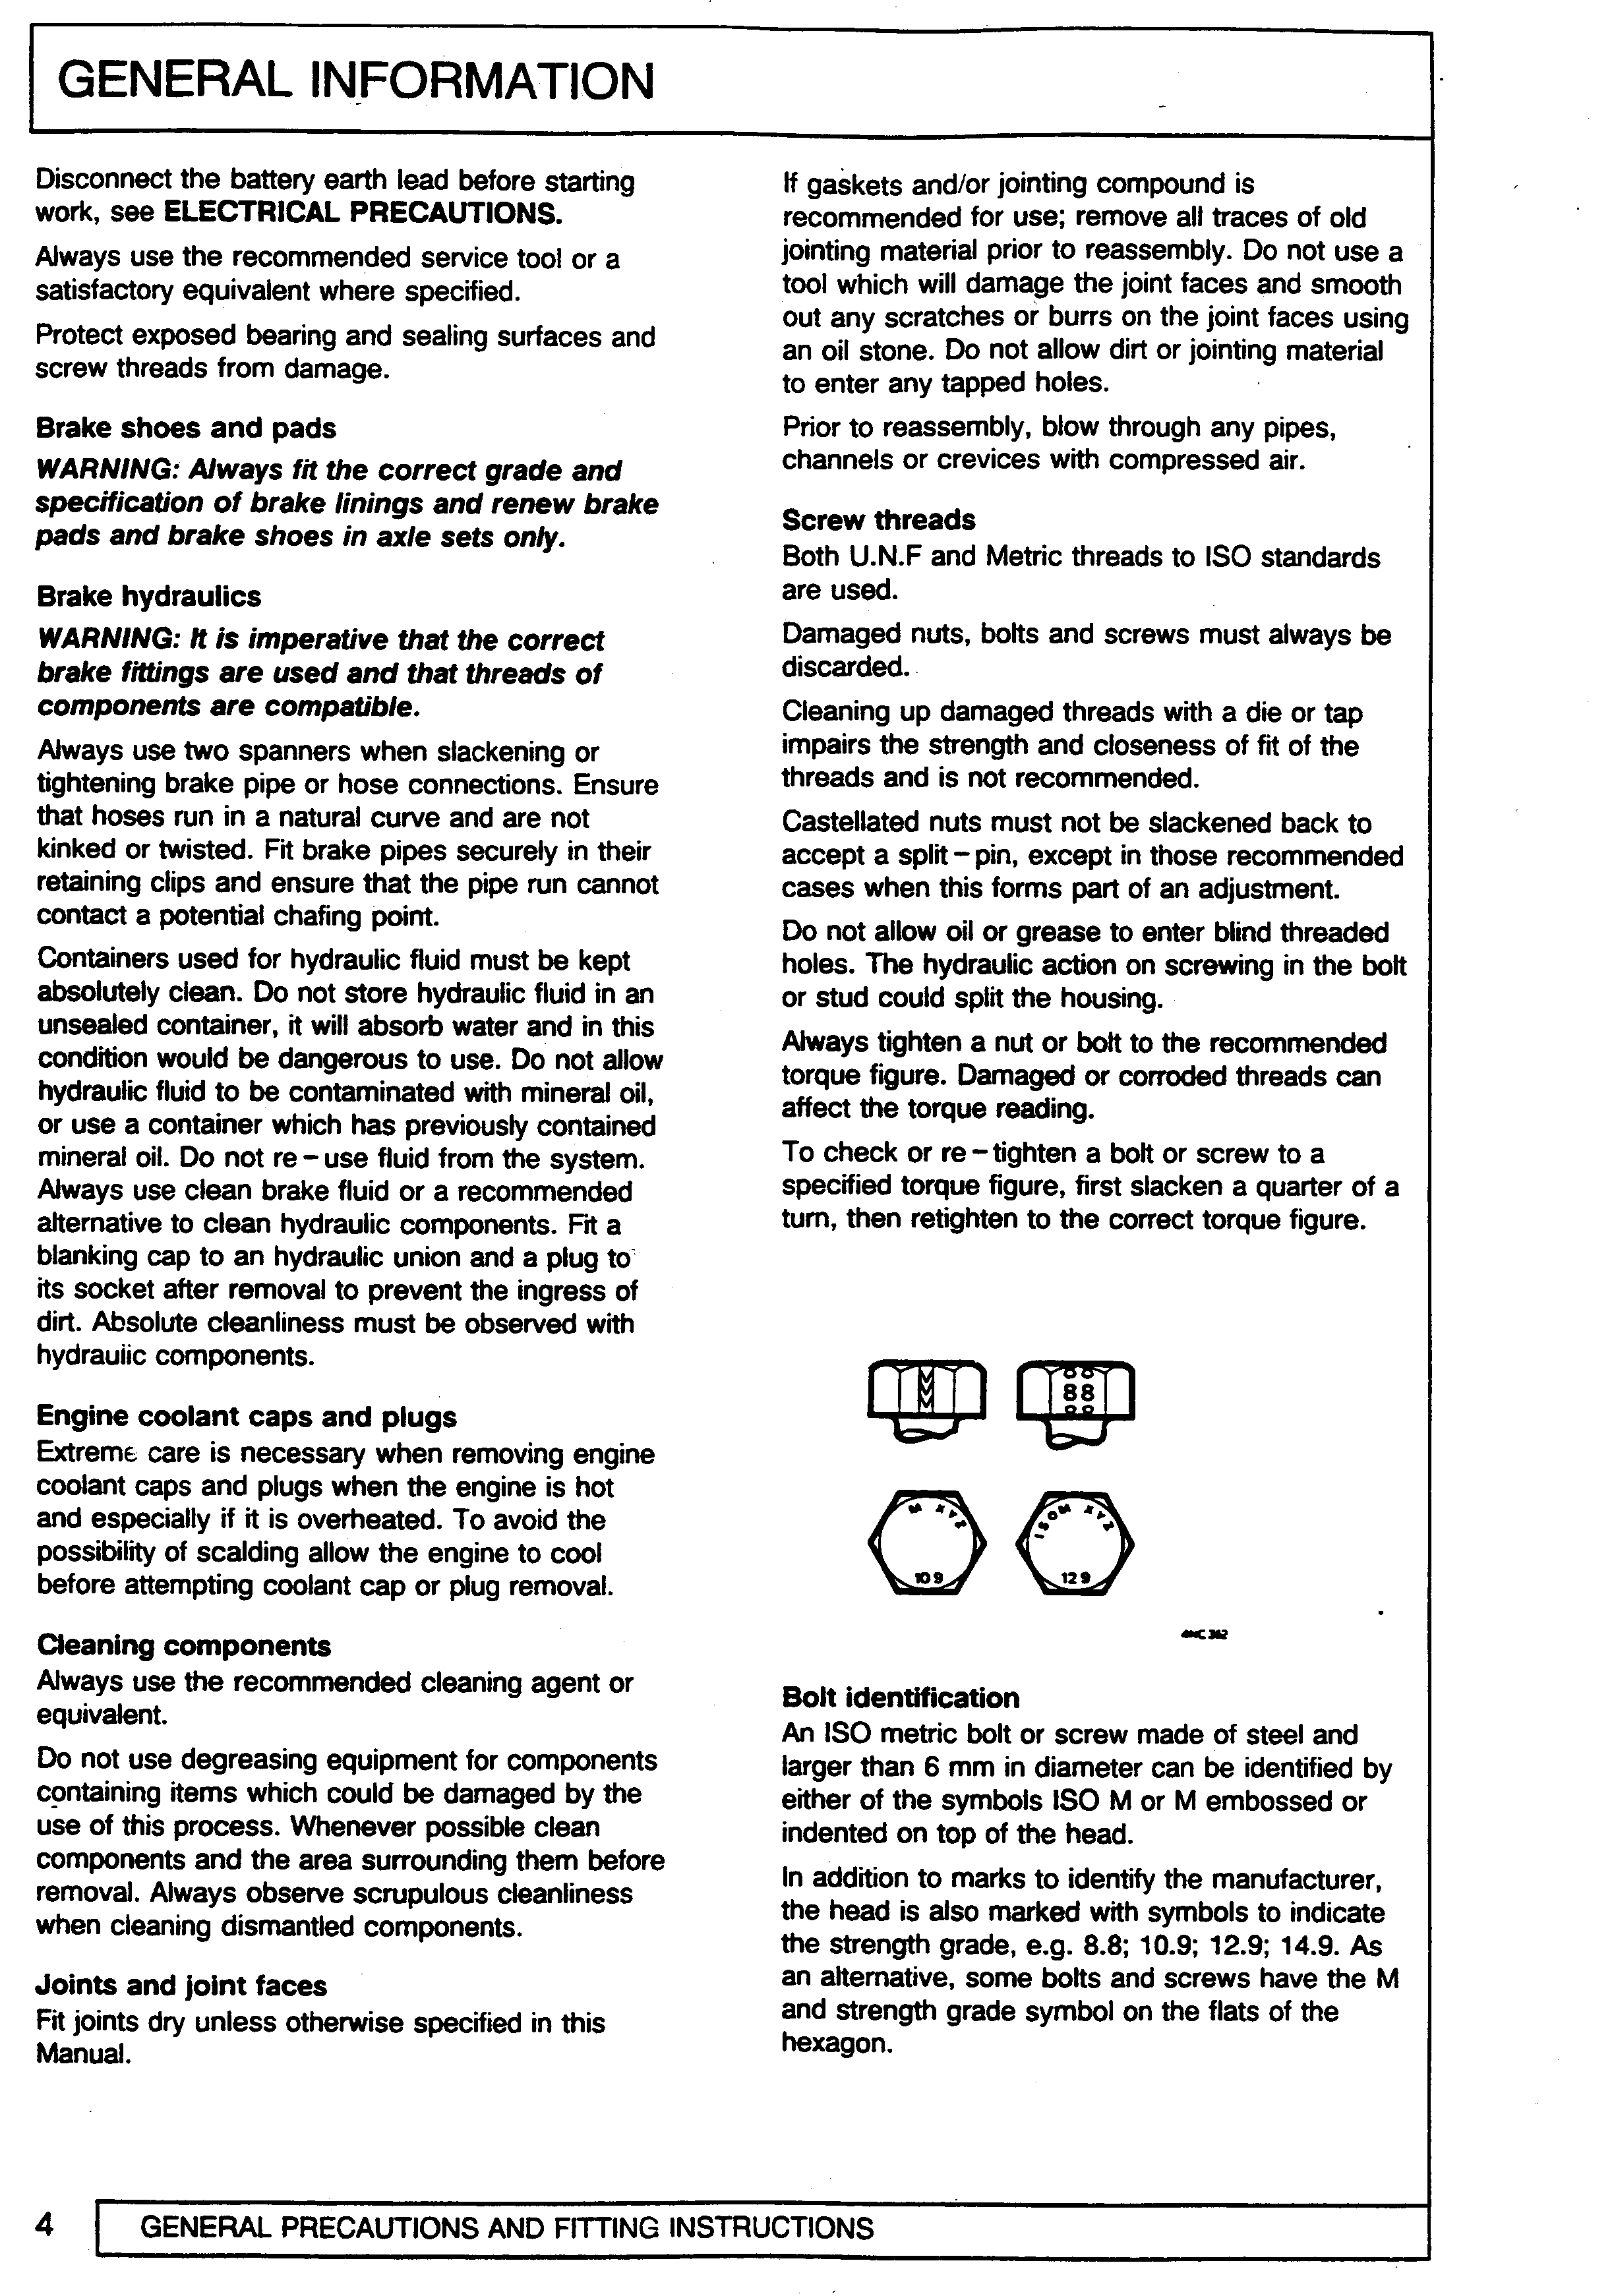 GENERAL INFORMATION
Disconnect the battery earth lead before starting
work, see ELECTRICAL PRECAUTIONS.
Always use the recommended service tool or a
satisfactory equivalent where specified.
Protect exposed bearing and sealing surfaces and
screw threads from damage.
Brake shoes and pads
WARNING: Always fit the correct grade and
specification of brake linings and renew brake
pads and brake shoes in axle sets only.
Brake hydraulics
WARNING: It is imperative that the correct
brake fittings are used and that threads of
components are compatible.
Always use two spanners when slackening or
tightening brake pipe or hose connections. Ensure
that hoses run in a natural curve and are not
kinked or twisted. Fit brake pipes securely in their
retaining clips and ensure that the pipe run cannot
contact a potential chafing point.
Containers used for hydraulic fluid must be kept
absolutely clean. Do not store hydraulic fluid in an
unsealed container, it will absorb water and in this
condition would be dangerous to use. Do not allow
hydraulic fluid to be contaminated with mineral oil,
or use a container which has previously contained
mineral oil. Do not re – use fluid from the system.
Always use clean brake fluid or a recommended
alternative to clean hydraulic components. Fit a
blanking cap to an hydraulic union and a plug to
its socket after removal to prevent the ingress of
dirt. Absolute cleanliness must be observed with
hydraulic components.
Engine coolant caps and plugs
Extreme care is necessary when removing engine
coolant caps and plugs when the engine is hot
and especially if it is overheated. To avoid the
possibility of scalding allow the engine to cool
before attempting coolant cap or plug removal.
Cleaning components
Always use the recommended cleaning agent or
equivalent.
Do not use degreasing equipment for components
containing items which could be damaged by the
use of this process. Whenever possible clean
components and the area surrounding them before
removal. Always observe scrupulous cleanliness
when cleaning dismantled components.
Joints and joint faces
Fit joints dry unless otherwise specified in this
Manual.
If gaskets and/or jointing compound is
recommended for use; remove all traces of old
jointing material prior to reassembly. Do not use a
tool which will damage the joint faces and smooth
out any scratches or burrs on the joint faces using
an oil stone. Do not allow dirt or jointing material
to enter any tapped holes.
Prior to reassembly, blow through any pipes,
channels or crevices with compressed air.
Screw threads
Both U.N.F and Metric threads to ISO standards
are used.
Damaged nuts, bolts and screws must always be
discarded.
Cleaning up damaged threads with a die or tap
impairs the strength and closeness of fit of the
threads and is not recommended.
Castellated nuts must not be slackened back to
accept a split – pin, except in those recommended
cases when this forms part of an adjustment.
Do not allow oil or grease to enter blind threaded
holes. The hydraulic action on screwing in the bolt
or stud could split the housing.
Always tighten a nut or bolt to the recommended
torque figure. Damaged or corroded threads can
affect the torque reading.
To check or re – tighten a bolt or screw to a
specified torque figure, first slacken a quarter of a
turn, then retighten to the correct torque figure.
M M M
88 88 88
M XYZ
10 9
ISOM XYZ
12 9
4NC 362
Bolt identification
An ISO metric bolt or screw made of steel and
larger than 6 mm in diameter can be identified by
either of the symbols ISO M or M embossed or
indented on top of the head.
In addition to marks to identify the manufacturer,
the head is also marked with symbols to indicate
the strength grade, e.g. 8.8; 10.9; 12.9; 14.9. As
an alternative, some bolts and screws have the M
and strength grade symbol on the flats of the
hexagon.
4
GENERAL PRECAUTIONS AND FITTING INSTRUCTIONS